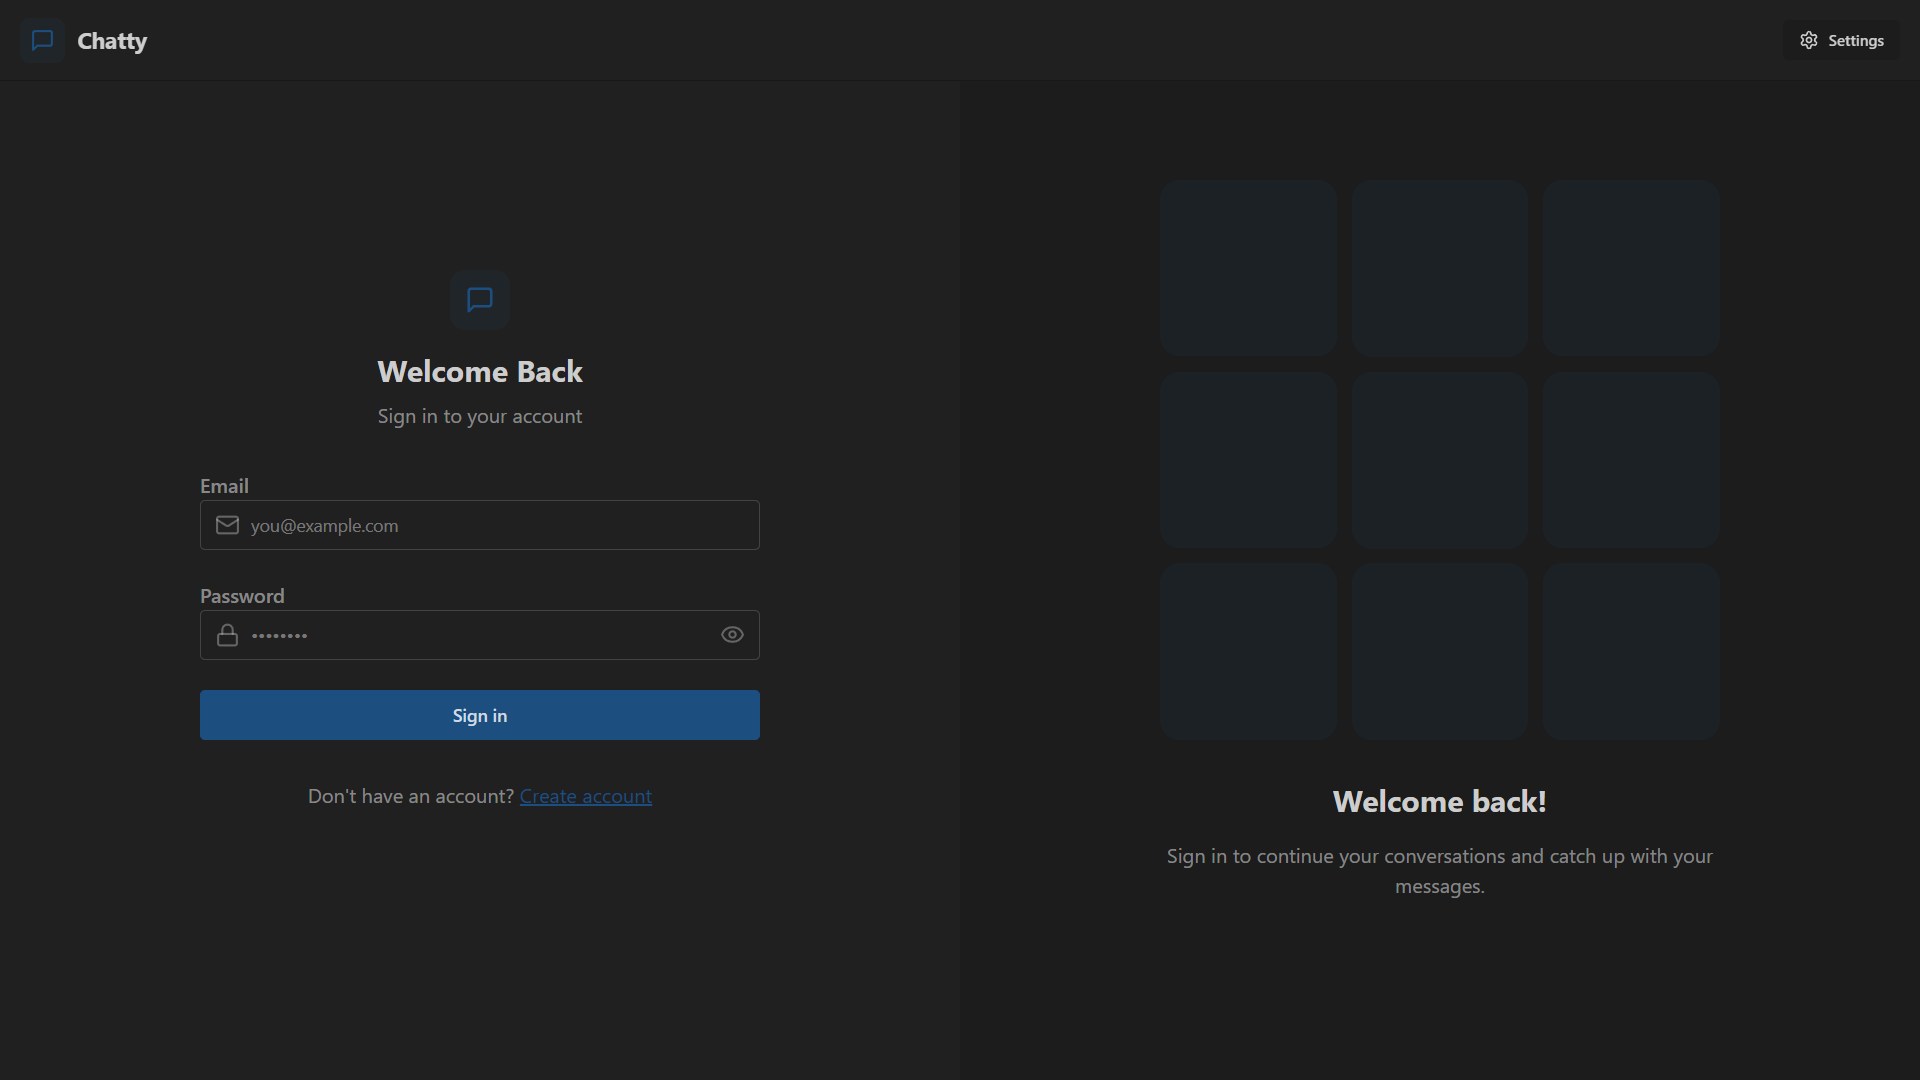 Chatty
Settings
Welcome Back
Sign in to your account
Email
you@example.com
Password
••••••••
Sign in
Don't have an account? Create account
Welcome back!
Sign in to continue your conversations and catch up with your
messages.